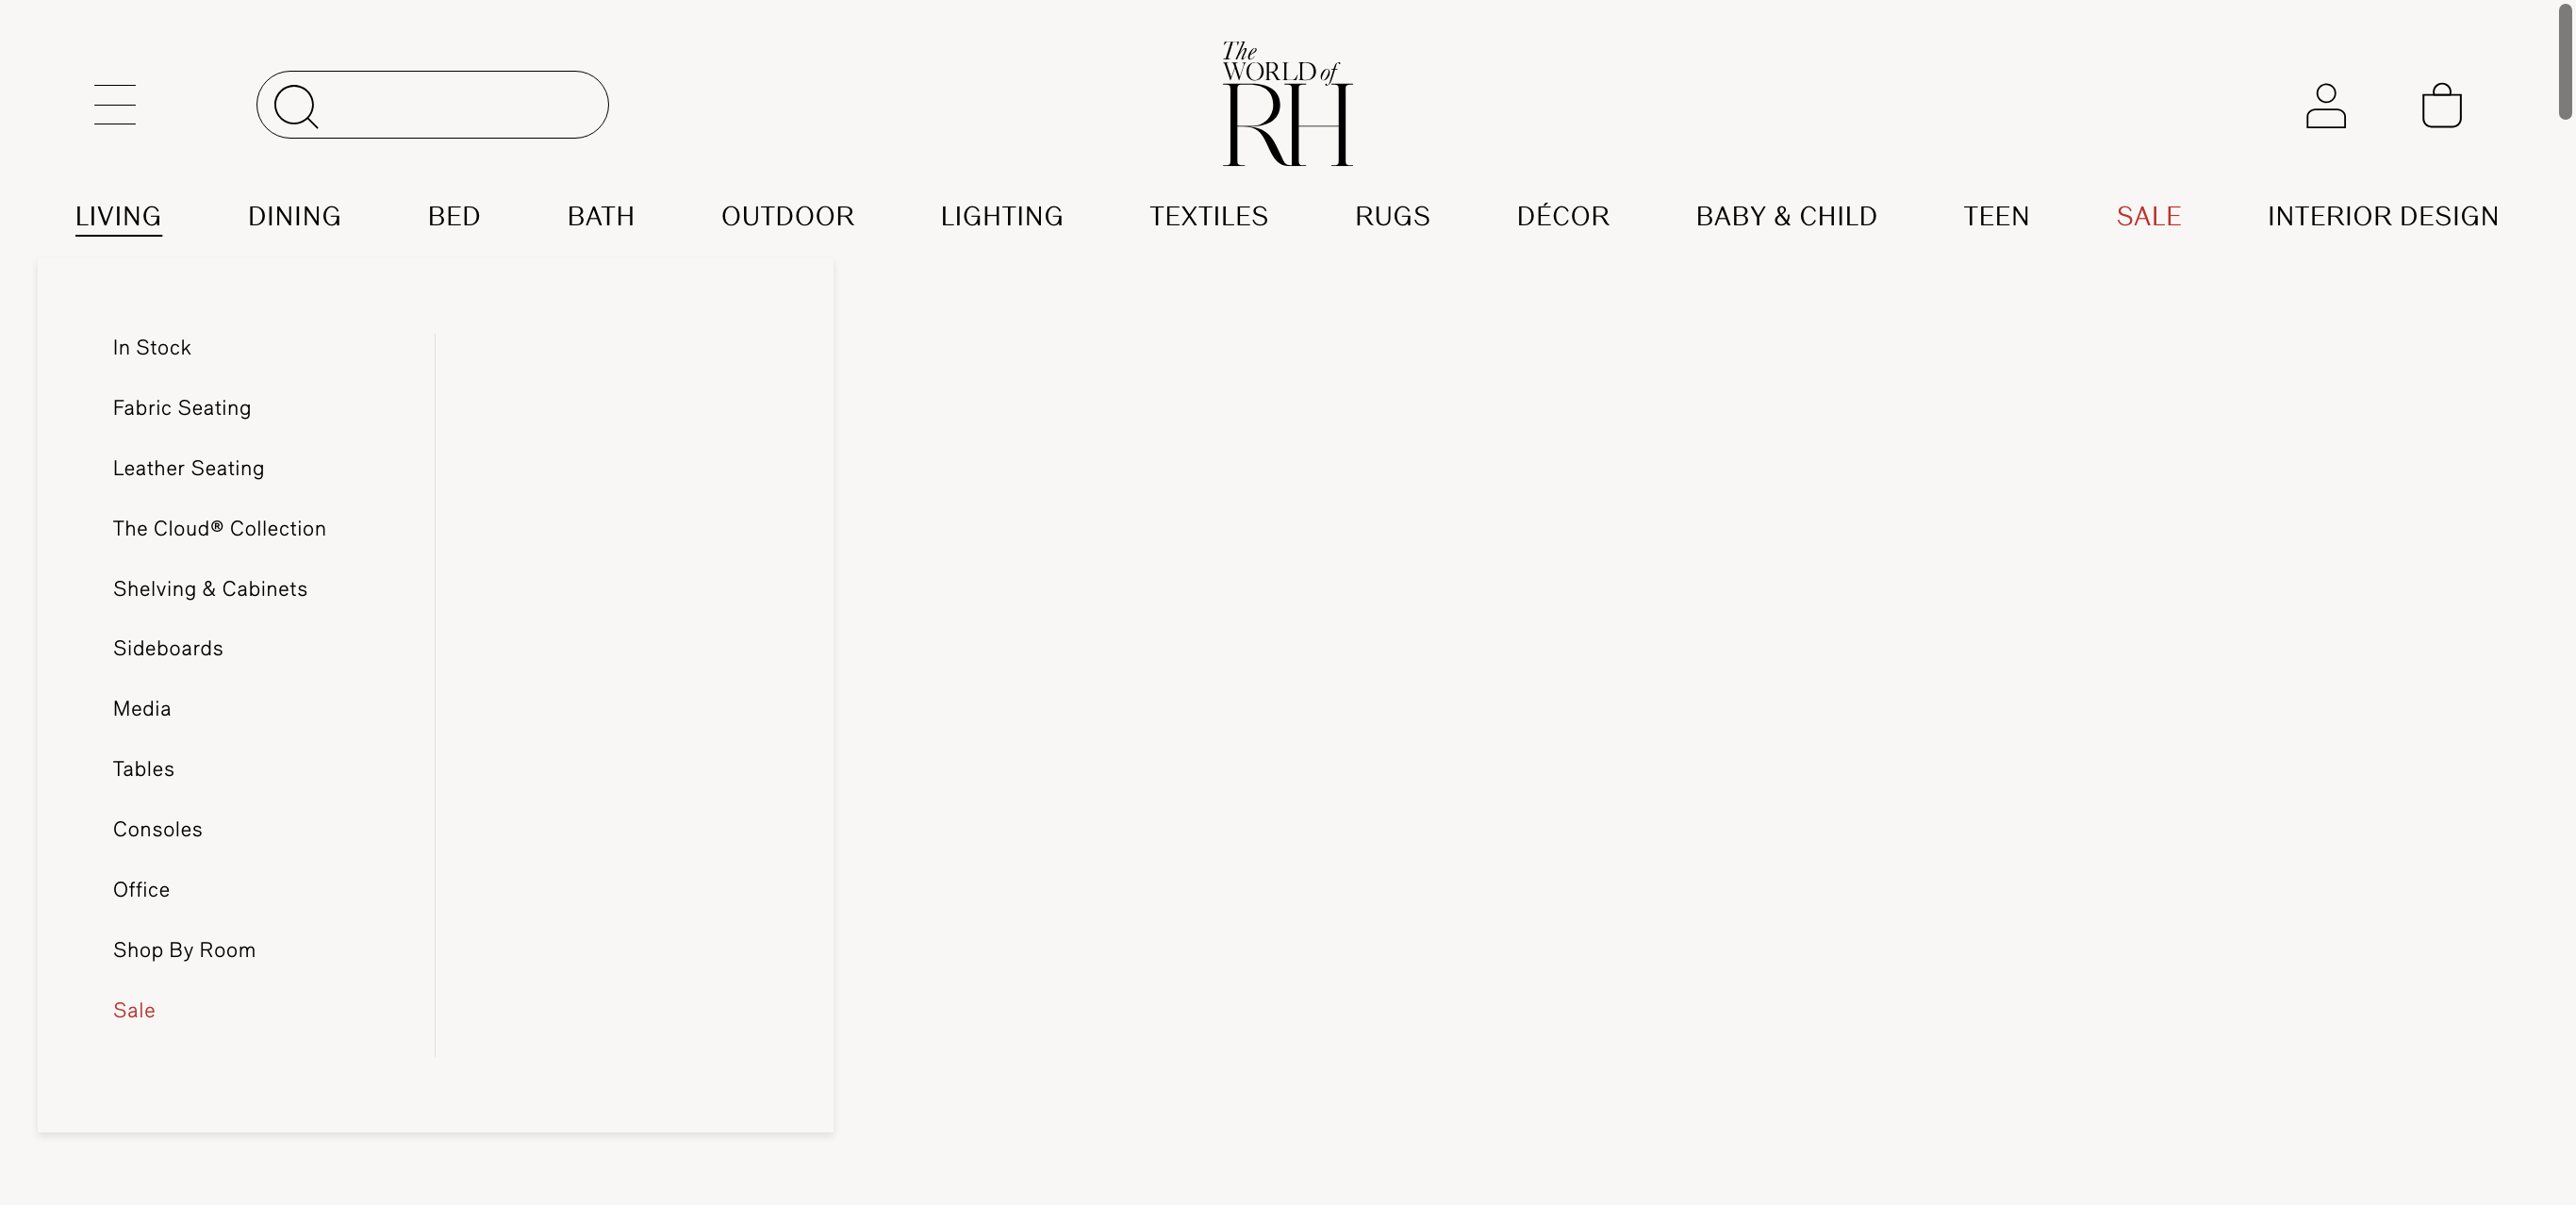 The
WORLD of
RH
LIVING DINING BED BATH OUTDOOR LIGHTING TEXTILES RUGS DÉCOR BABY & CHILD TEEN SALE INTERIOR DESIGN
In Stock
Fabric Seating
Leather Seating
The Cloud® Collection
Shelving & Cabinets
Sideboards
Media
Tables
Consoles
Office
Shop By Room
Sale